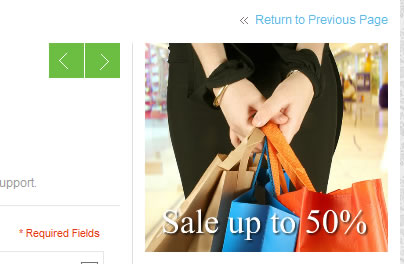 « Return to Previous Page
upport.
* Required Fields
Sale up to 50%